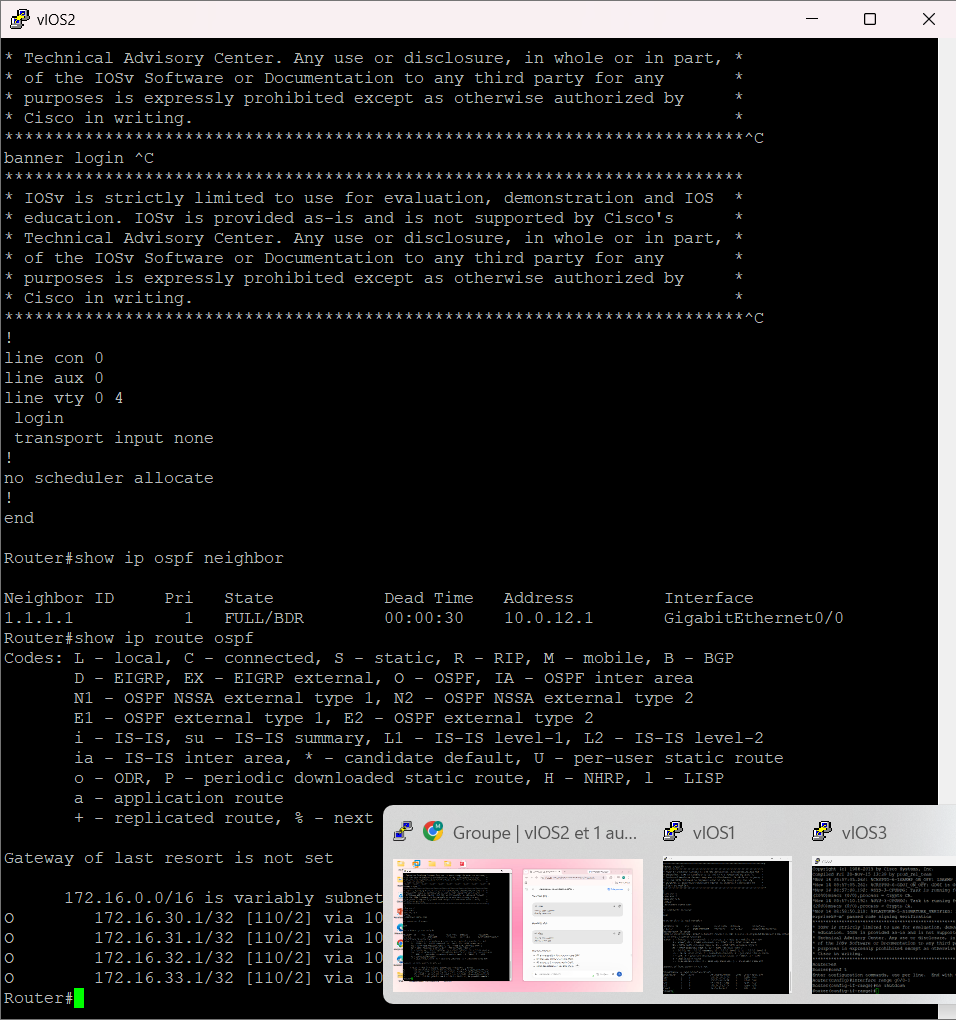 vIOS2
* Technical Advisory Center. Any use or disclosure, in whole or in part, *
* of the IOSv Software or Documentation to any third party for any       *
* purposes is expressly prohibited except as otherwise authorized by     *
* Cisco in writing.                                                      *
**************************************************************************^C
banner login ^C
**************************************************************************
* IOSv is strictly limited to use for evaluation, demonstration and IOS  *
* education. IOSv is provided as-is and is not supported by Cisco's      *
* Technical Advisory Center. Any use or disclosure, in whole or in part, *
* of the IOSv Software or Documentation to any third party for any       *
* purposes is expressly prohibited except as otherwise authorized by     *
* Cisco in writing.                                                      *
**************************************************************************^C
!
line con 0
line aux 0
line vty 0 4
 login
 transport input none
!
no scheduler allocate
!
end
Router#show ip ospf neighbor
Neighbor ID     Pri   State           Dead Time   Address         Interface
1.1.1.1           1   FULL/BDR        00:00:30    10.0.12.1       GigabitEthernet0/0
Router#show ip route ospf
Codes: L - local, C - connected, S - static, R - RIP, M - mobile, B - BGP
       D - EIGRP, EX - EIGRP external, O - OSPF, IA - OSPF inter area
       N1 - OSPF NSSA external type 1, N2 - OSPF NSSA external type 2
       E1 - OSPF external type 1, E2 - OSPF external type 2
       i - IS-IS, su - IS-IS summary, L1 - IS-IS level-1, L2 - IS-IS level-2
       ia - IS-IS inter area, * - candidate default, U - per-user static route
       o - ODR, P - periodic downloaded static route, H - NHRP, l - LISP
       a - application route
       + - replicated route, % - next
Gateway of last resort is not set
      172.16.0.0/16 is variably subnet
O        172.16.30.1/32 [110/2] via 10
O        172.16.31.1/32 [110/2] via 10
O        172.16.32.1/32 [110/2] via 10
O        172.16.33.1/32 [110/2] via 10
Router#
Groupe | vIOS2 et 1 au...
vIOS1
vIOS3